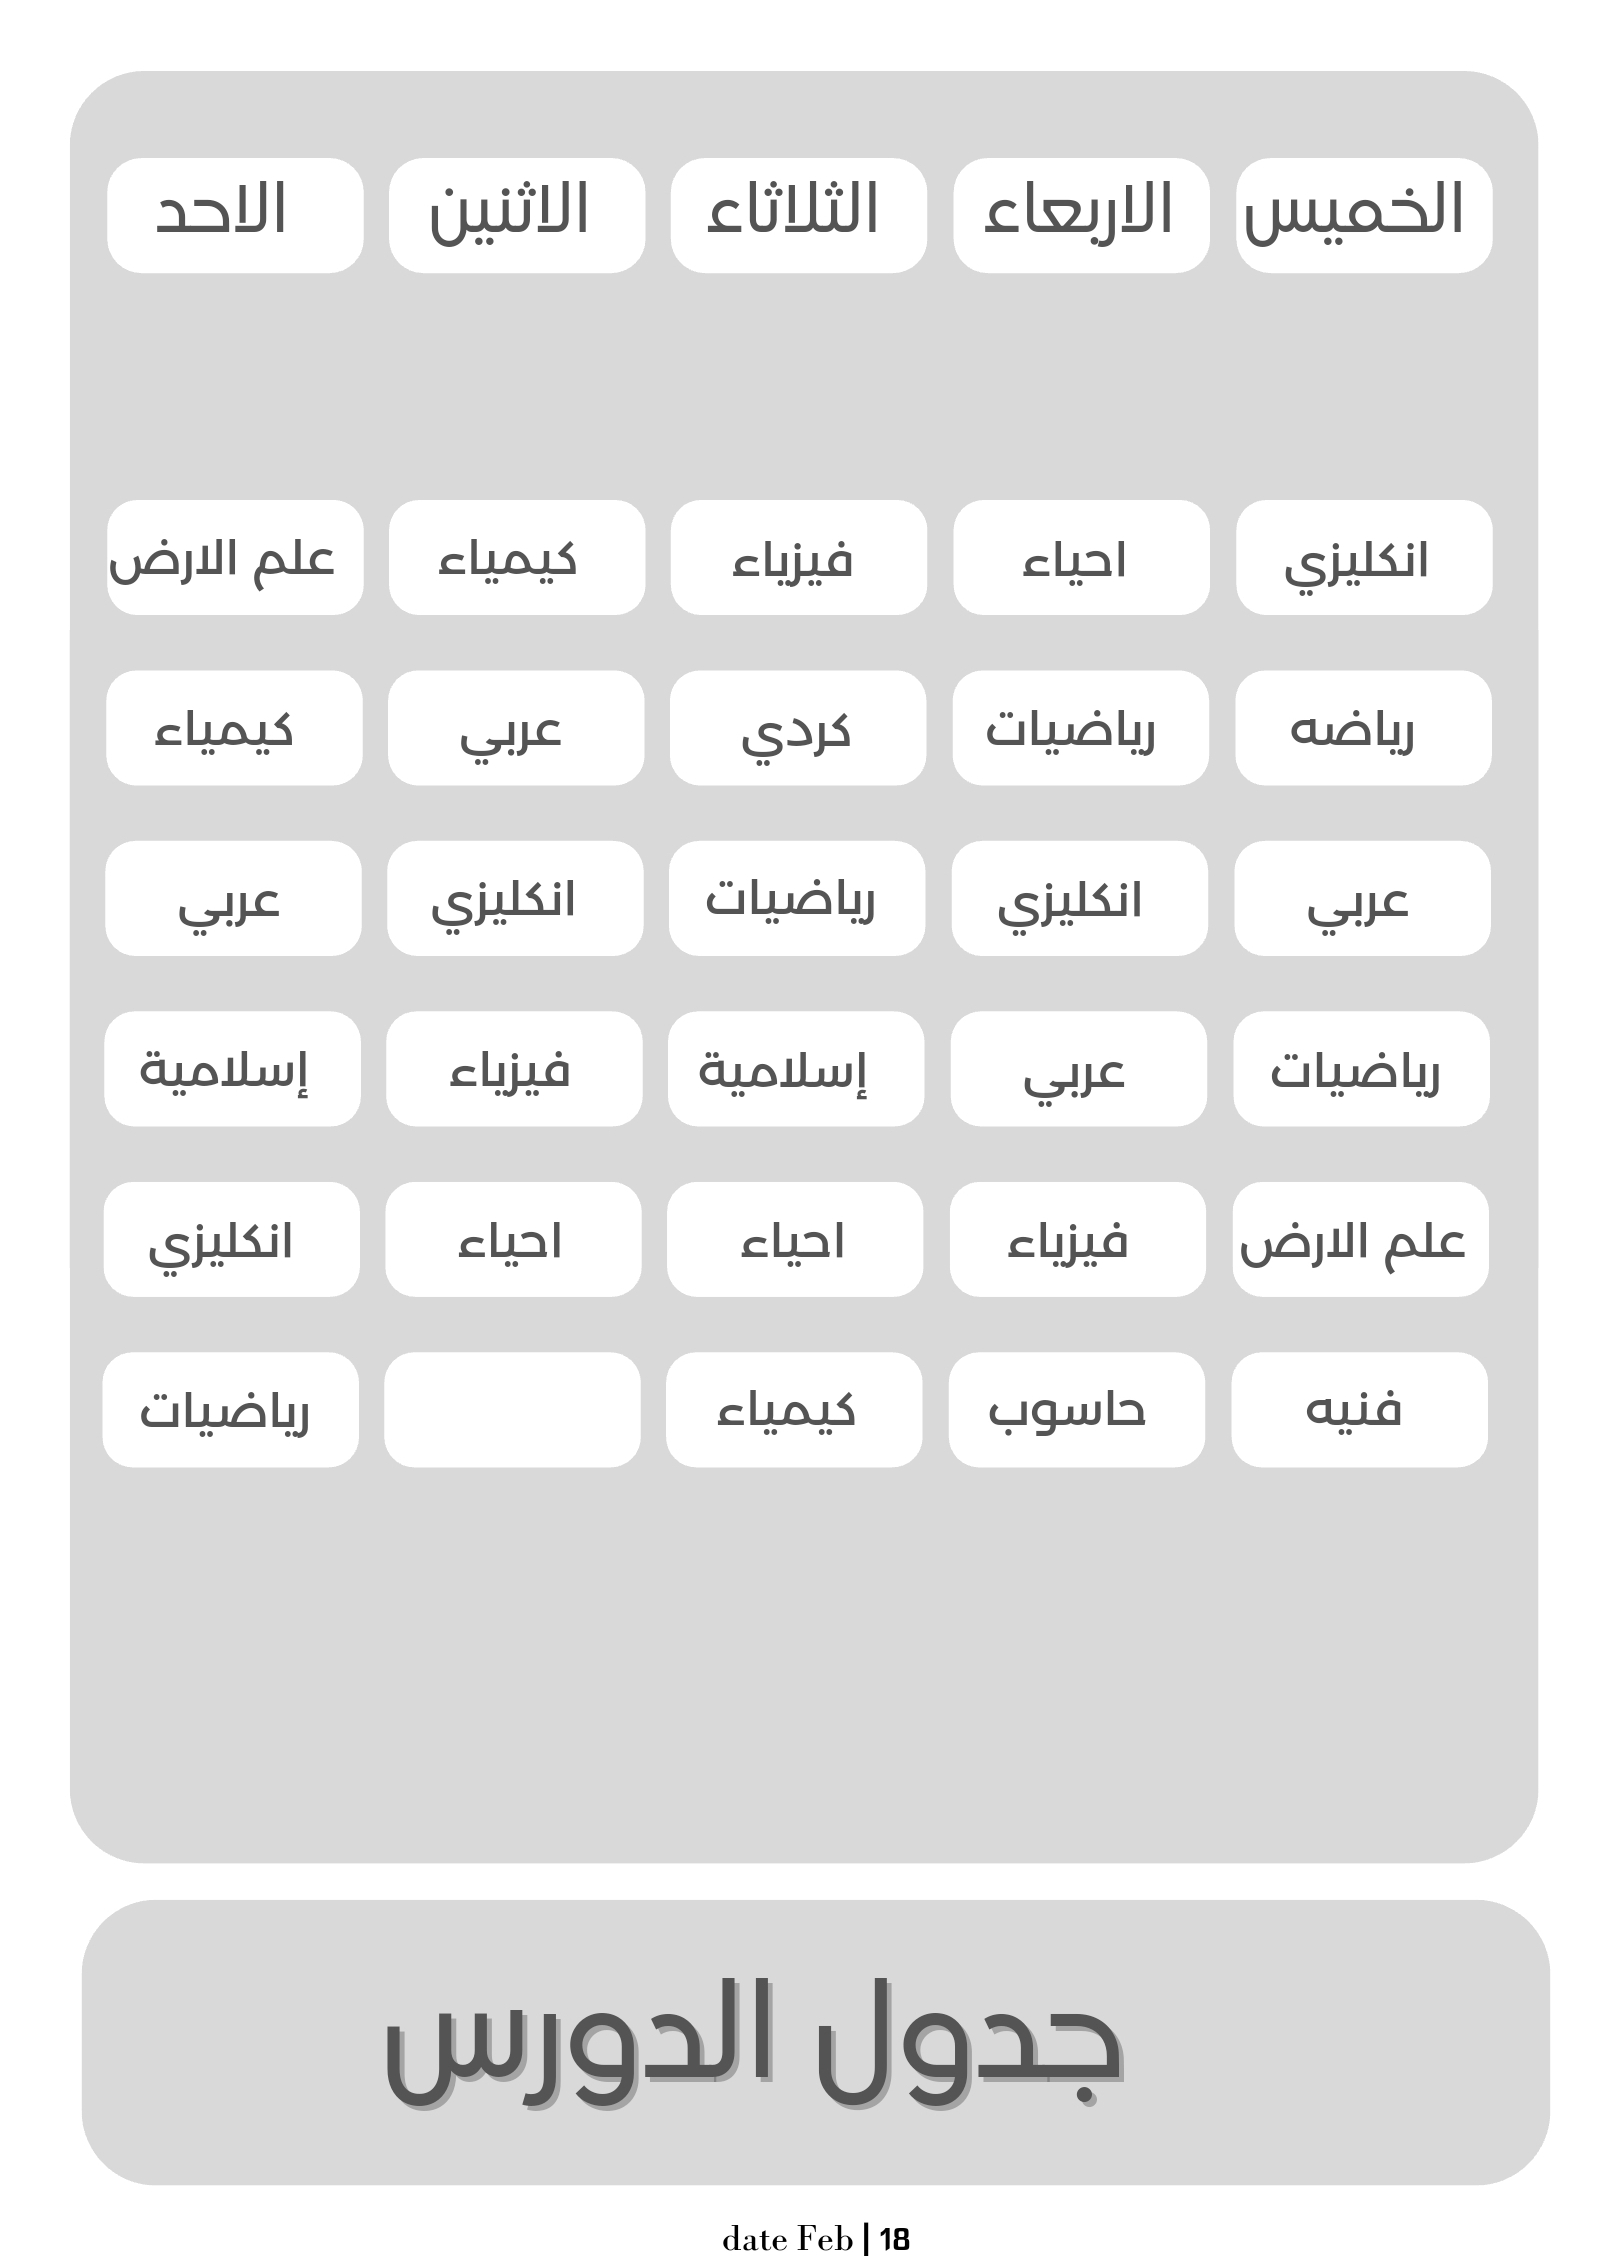 الخميس الاربعاء الثلاثاء الاثنين الاحد
انكليزي احياء فيزياء كيمياء علم الارض
رياضه رياضيات كردي عربي كيمياء
عربي انكليزي رياضيات انكليزي عربي
رياضيات عربي إسلامية فيزياء إسلامية
علم الارض فيزياء احياء احياء انكليزي
فنيه حاسوب كيمياء رياضيات
جدول الدورس
date Feb | 18